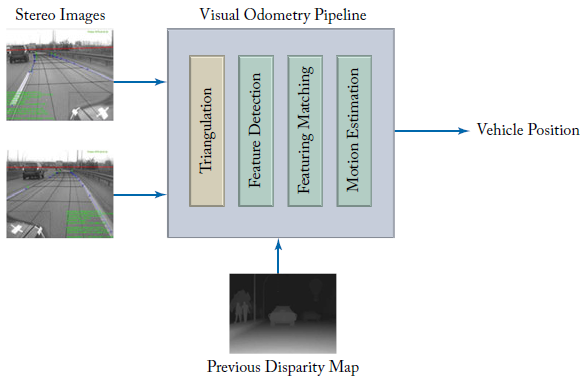 Stereo Images
Visual Odometry Pipeline
Triangulation
Feature Detection
Featuring Matching
Motion Estimation
Vehicle Position
Previous Disparity Map